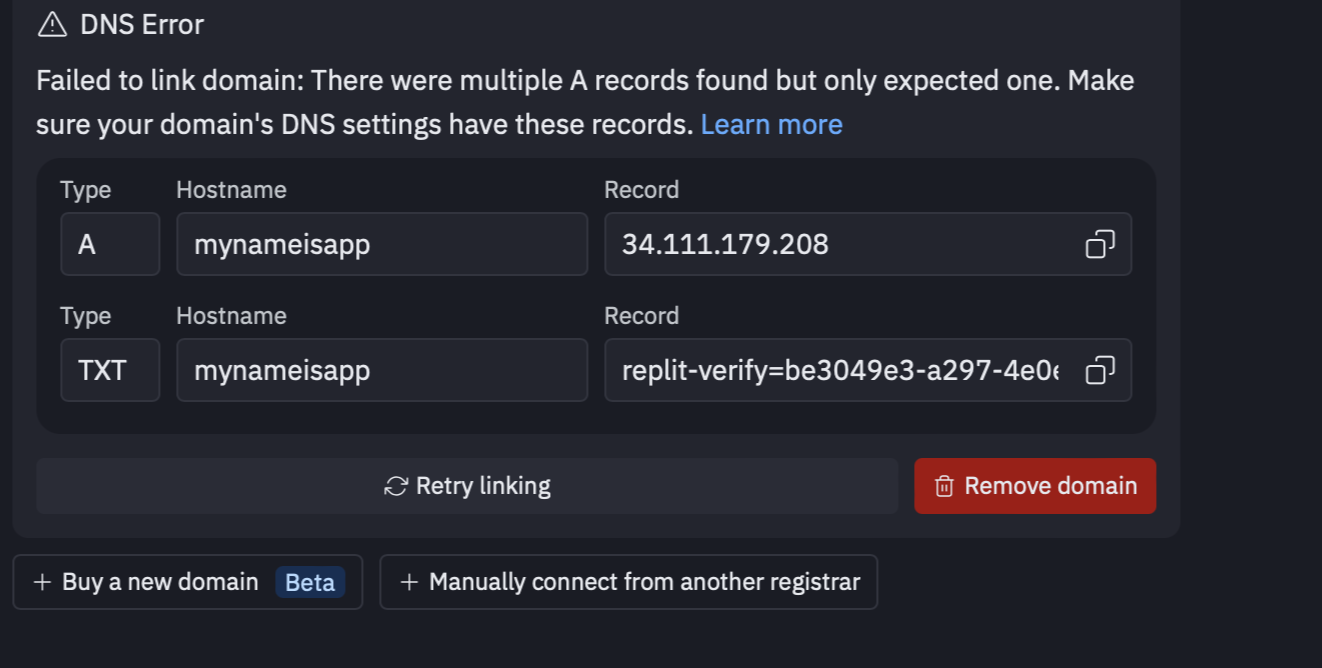 DNS Error
Failed to link domain: There were multiple A records found but only expected one. Make
sure your domain's DNS settings have these records. Learn more
Type Hostname Record
A mynameisapp 34.111.179.208
Type Hostname Record
TXT mynameisapp replit-verify=be3049e3-a297-4e0
Retry linking Remove domain
+ Buy a new domain Beta + Manually connect from another registrar